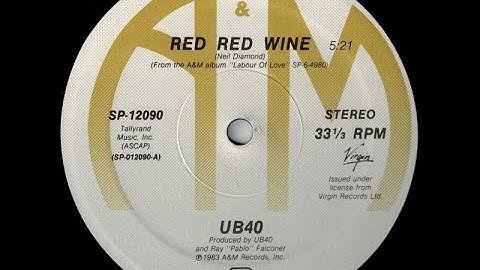 &
RED RED WINE 5:21
(Neil Diamond)
(From the A&M album "Labour Of Love" SP-6-4980)
SP-12090
Tallyrand
Music, Inc.
(ASCAP)
(SP-012090-A)
STEREO
33⅓ RPM
Virgin
Issued under
license from
Virgin Records Ltd.
UB40
Produced by UB40
and Ray "Pablo" Falconer
℗1983 A&M Records, Inc.